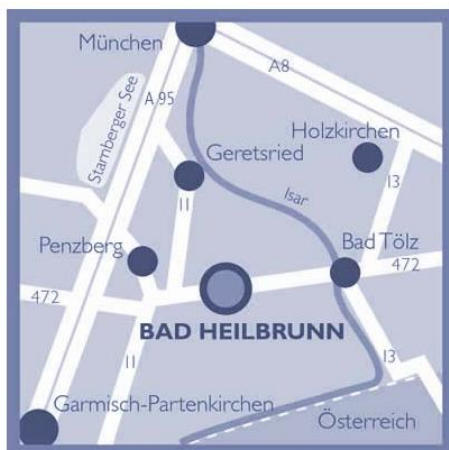 München
A8
A 95
Starnberger See
Holzkirchen
Geretsried
13
Isar
11
Penzberg
Bad Tölz
472
472
BAD HEILBRUNN
11
13
Garmisch-Partenkirchen
Österreich